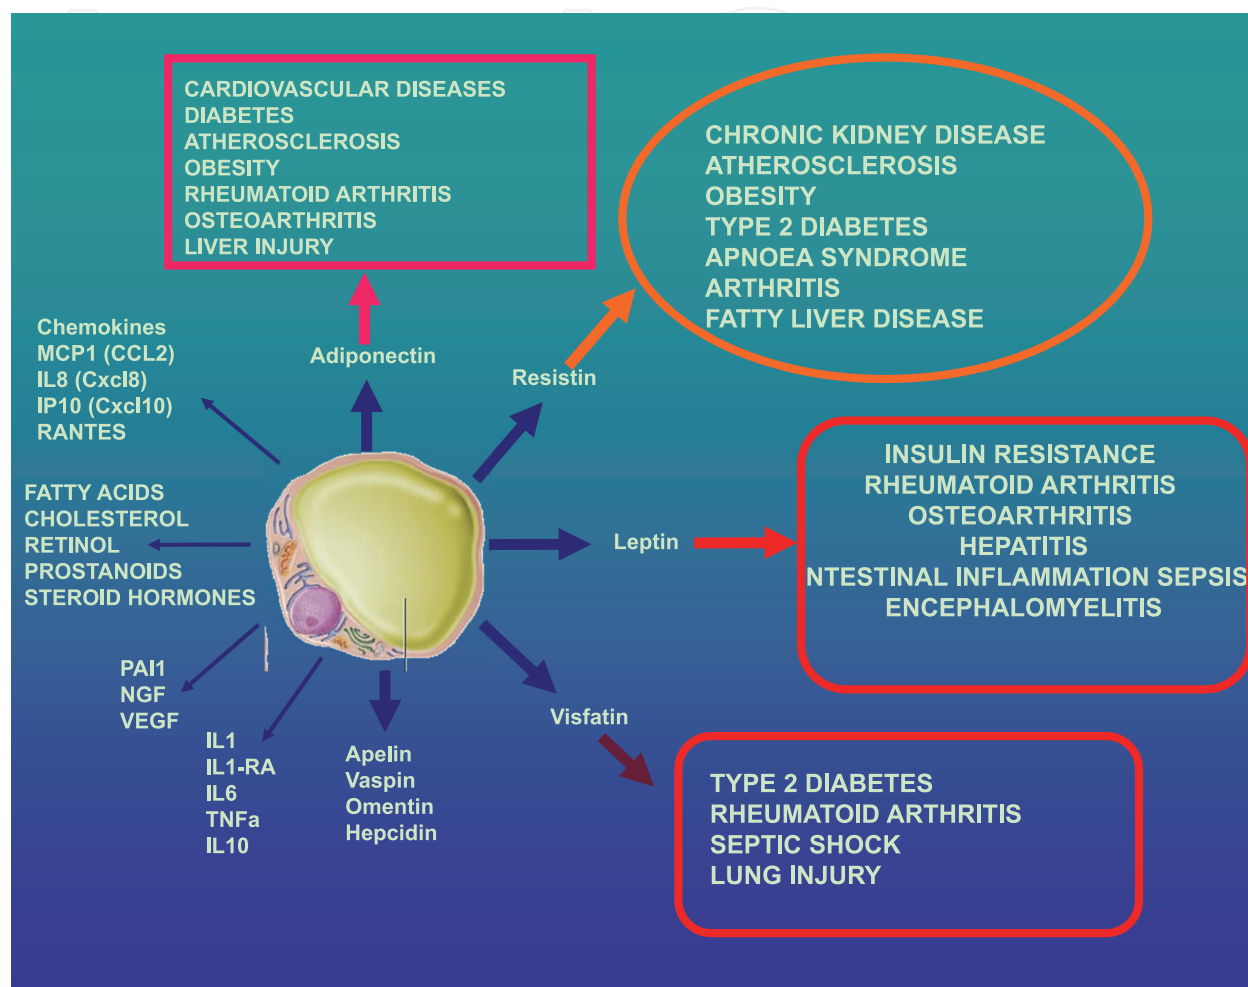 CARDIOVASCULAR DISEASES
DIABETES
ATHEROSCLEROSIS
OBESITY
RHEUMATOID ARTHRITIS
OSTEOARTHRITIS
LIVER INJURY
CHRONIC KIDNEY DISEASE
ATHEROSCLEROSIS
OBESITY
TYPE 2 DIABETES
APNOEA SYNDROME
ARTHRITIS
FATTY LIVER DISEASE
Chemokines
MCP1 (CCL2)
IL8 (Cxcl8)
IP10 (Cxcl10)
RANTES
Adiponectin
Resistin
FATTY ACIDS
CHOLESTEROL
RETINOL
PROSTANOIDS
STEROID HORMONES
Leptin
INSULIN RESISTANCE
RHEUMATOID ARTHRITIS
OSTEOARTHRITIS
HEPATITIS
NTESTINAL INFLAMMATION SEPSIS
ENCEPHALOMYELITIS
PAI1
NGF
VEGF
IL1
IL1-RA
IL6
TNFa
IL10
Apelin
Vaspin
Omentin
Hepcidin
Visfatin
TYPE 2 DIABETES
RHEUMATOID ARTHRITIS
SEPTIC SHOCK
LUNG INJURY